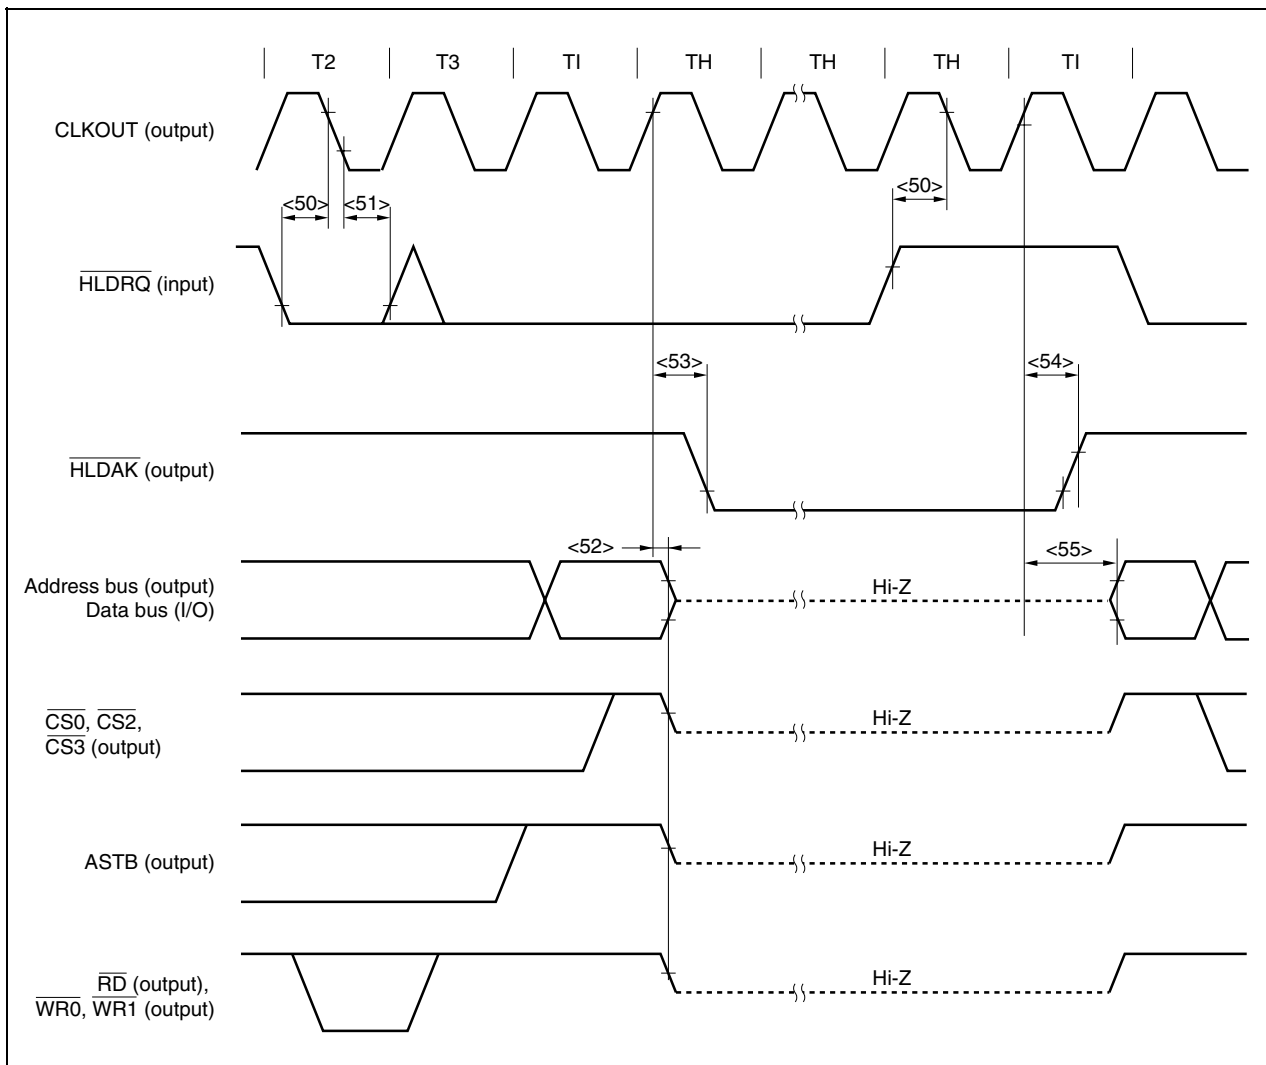 T2 T3 TI TH TH TH TI
CLKOUT (output)
<50> <51> <50>
HLDRQ (input)
<53> <54>
HLDAK (output)
<52> <55>
Address bus (output)
Data bus (I/O)
Hi-Z
CS0, CS2,
CS3 (output)
Hi-Z
ASTB (output)
Hi-Z
RD (output),
WR0, WR1 (output)
Hi-Z